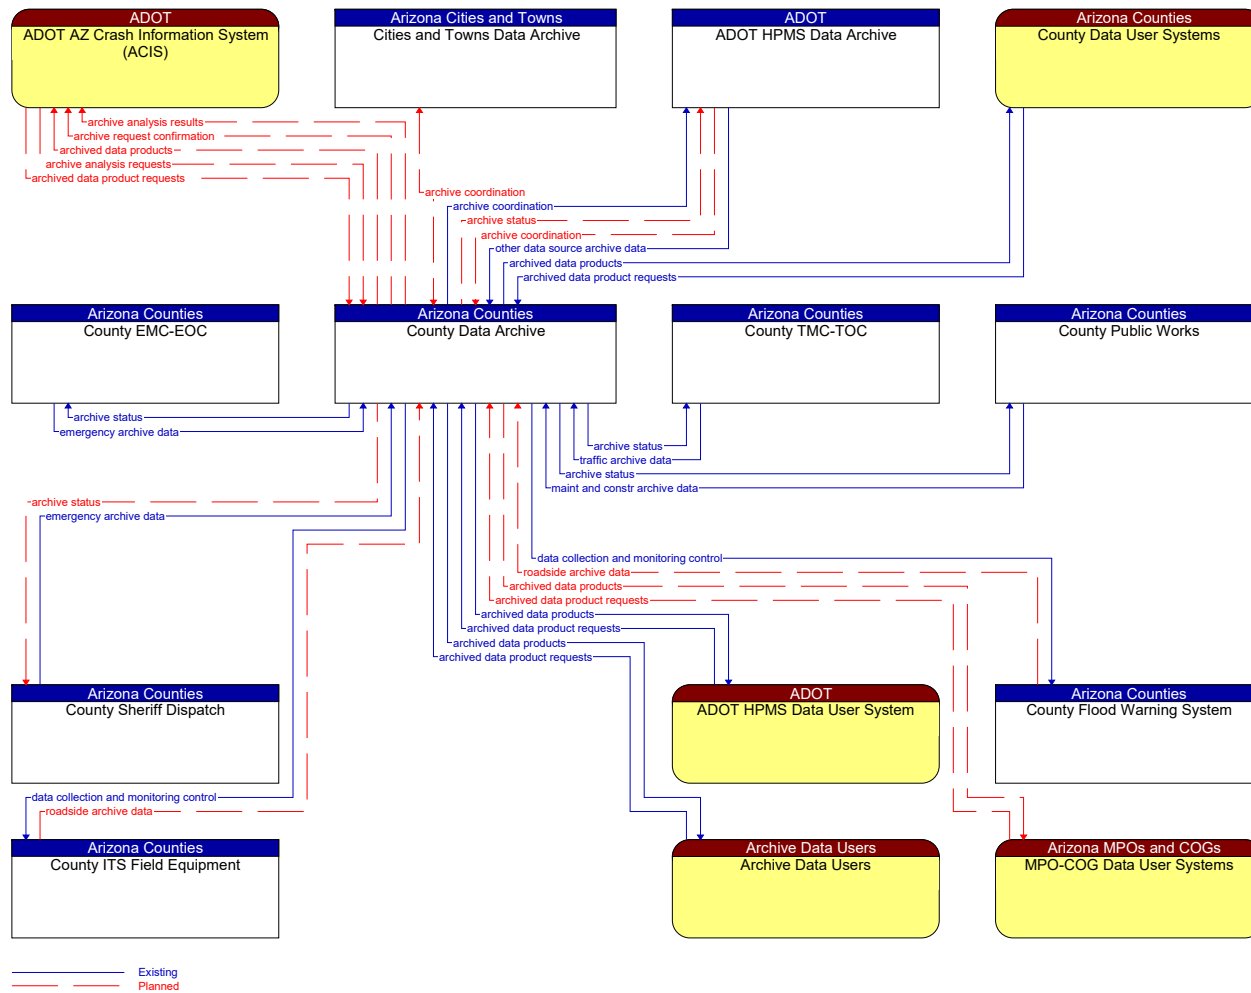 ADOT
ADOT AZ Crash Information System
(ACIS)
Arizona Cities and Towns
Cities and Towns Data Archive
ADOT
ADOT HPMS Data Archive
Arizona Counties
County Data User Systems
archive analysis results
archive request confirmation
archived data products
archive analysis requests
archived data product requests
archive coordination
archive coordination
archive status
archive coordination
other data source archive data
archived data products
archived data product requests
Arizona Counties
County EMC-EOC
Arizona Counties
County Data Archive
Arizona Counties
County TMC-TOC
Arizona Counties
County Public Works
archive status
emergency archive data
archive status
traffic archive data
archive status
maint and constr archive data
archive status
emergency archive data
data collection and monitoring control
roadside archive data
archived data products
archived data product requests
archived data products
archived data product requests
archived data products
archived data product requests
Arizona Counties
County Sheriff Dispatch
ADOT
ADOT HPMS Data User System
Arizona Counties
County Flood Warning System
data collection and monitoring control
roadside archive data
Arizona Counties
County ITS Field Equipment
Archive Data Users
Archive Data Users
Arizona MPOs and COGs
MPO-COG Data User Systems
Existing
Planned